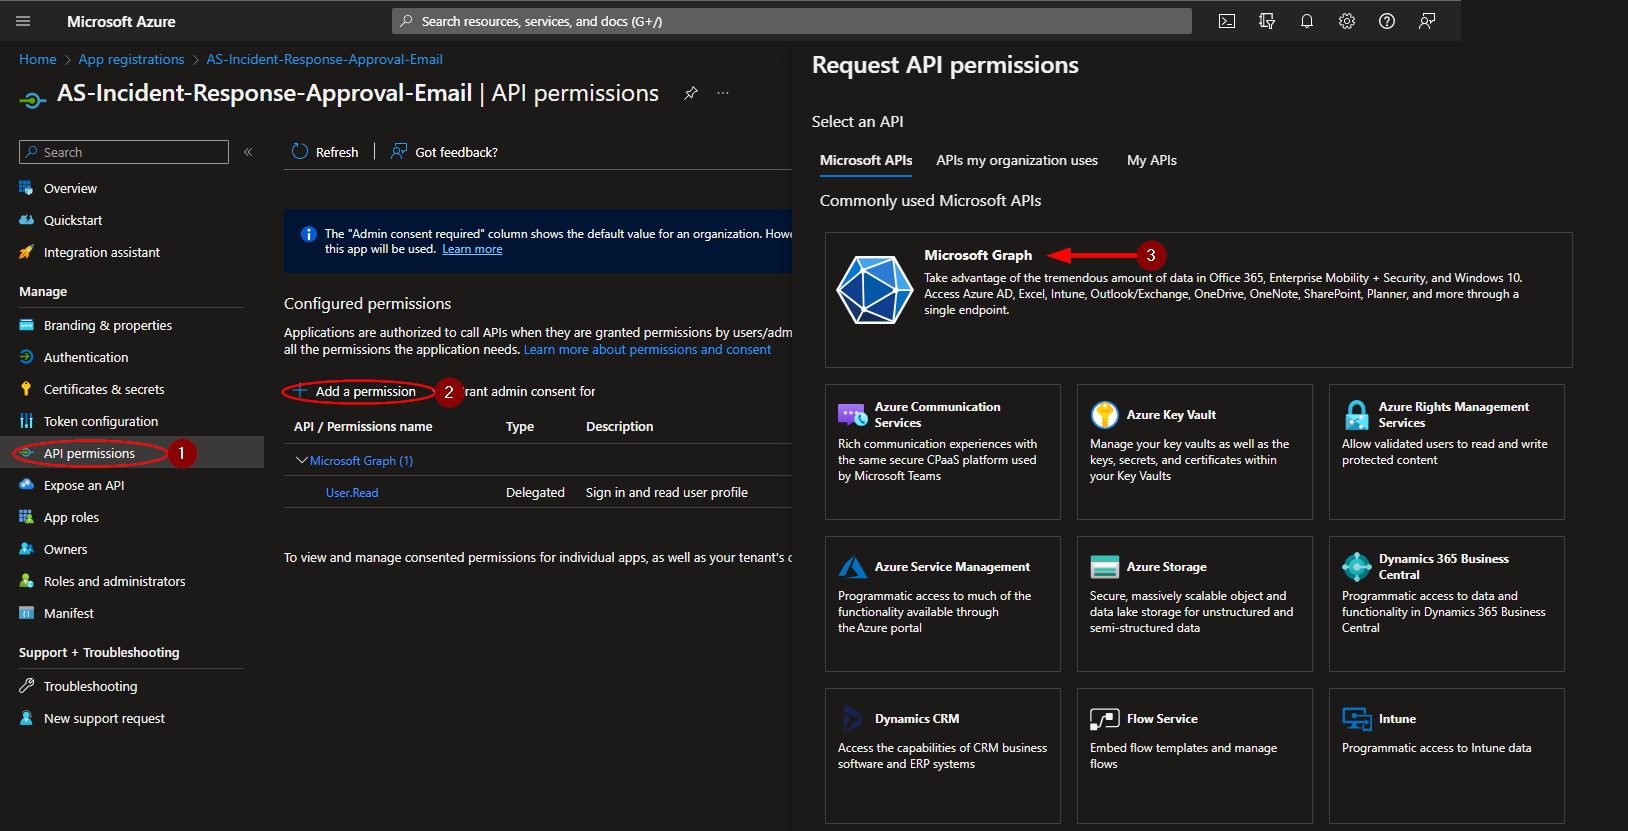 Microsoft Azure
Search resources, services, and docs (G+/)
Home > App registrations > AS-Incident-Response-Approval-Email
AS-Incident-Response-Approval-Email | API permissions
Search
Overview
Quickstart
Integration assistant
Manage
Branding & properties
Authentication
Certificates & secrets
Token configuration
API permissions
1
Expose an API
App roles
Owners
Roles and administrators
Manifest
Support + Troubleshooting
Troubleshooting
New support request
Refresh
Got feedback?
The "Admin consent required" column shows the default value for an organization. Howe
this app will be used. Learn more
Configured permissions
Applications are authorized to call APIs when they are granted permissions by users/adm
all the permissions the application needs. Learn more about permissions and consent
Add a permission 2 rant admin consent for
API / Permissions name Type Description
Microsoft Graph (1)
User.Read Delegated Sign in and read user profile
To view and manage consented permissions for individual apps, as well as your tenant's c
Request API permissions
Select an API
Microsoft APIs APIs my organization uses My APIs
Commonly used Microsoft APIs
Microsoft Graph 3
Take advantage of the tremendous amount of data in Office 365, Enterprise Mobility + Security, and Windows 10.
Access Azure AD, Excel, Intune, Outlook/Exchange, OneDrive, OneNote, SharePoint, Planner, and more through a
single endpoint.
Azure Communication
Services
Rich communication experiences with
the same secure CPaaS platform used
by Microsoft Teams
Azure Key Vault
Manage your key vaults as well as the
keys, secrets, and certificates within
your Key Vaults
Azure Rights Management
Services
Allow validated users to read and write
protected content
Azure Service Management
Programmatic access to much of the
functionality available through
the Azure portal
Azure Storage
Secure, massively scalable object and
data lake storage for unstructured and
semi-structured data
Dynamics 365 Business
Central
Programmatic access to data and
functionality in Dynamics 365 Business
Central
Dynamics CRM
Access the capabilities of CRM business
software and ERP systems
Flow Service
Embed flow templates and manage
flows
Intune
Programmatic access to Intune data